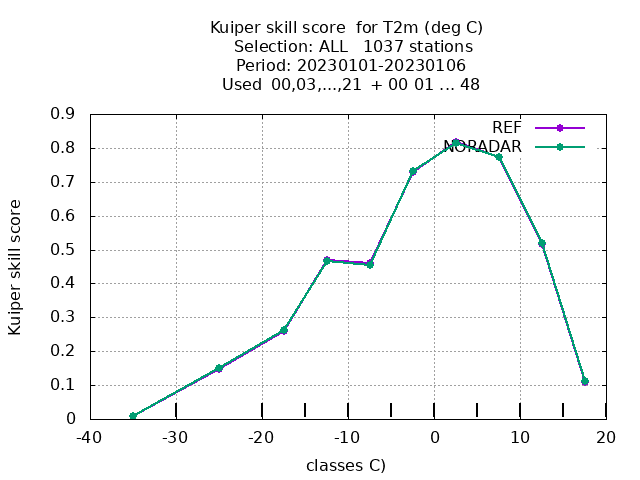 Kuiper skill score  for T2m (deg C)
Selection: ALL   1037 stations
Period: 20230101-20230106
Used  00,03,...,21  + 00 01 ... 48
REF
NORADAR
Kuiper skill score
0.9
0.8
0.7
0.6
0.5
0.4
0.3
0.2
0.1
0
-40 -30 -20 -10 0 10 20
classes C)